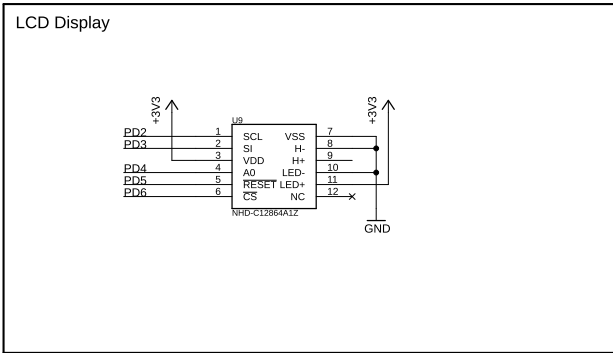 LCD Display
+3V3
+3V3
U9
PD2 1 SCL VSS 7
PD3 2 SI H- 8
3 VDD H+ 9
PD4 4 A0 LED- 10
PD5 5 RESET LED+ 11
PD6 6 CS NC 12
NHD-C12864A1Z
GND